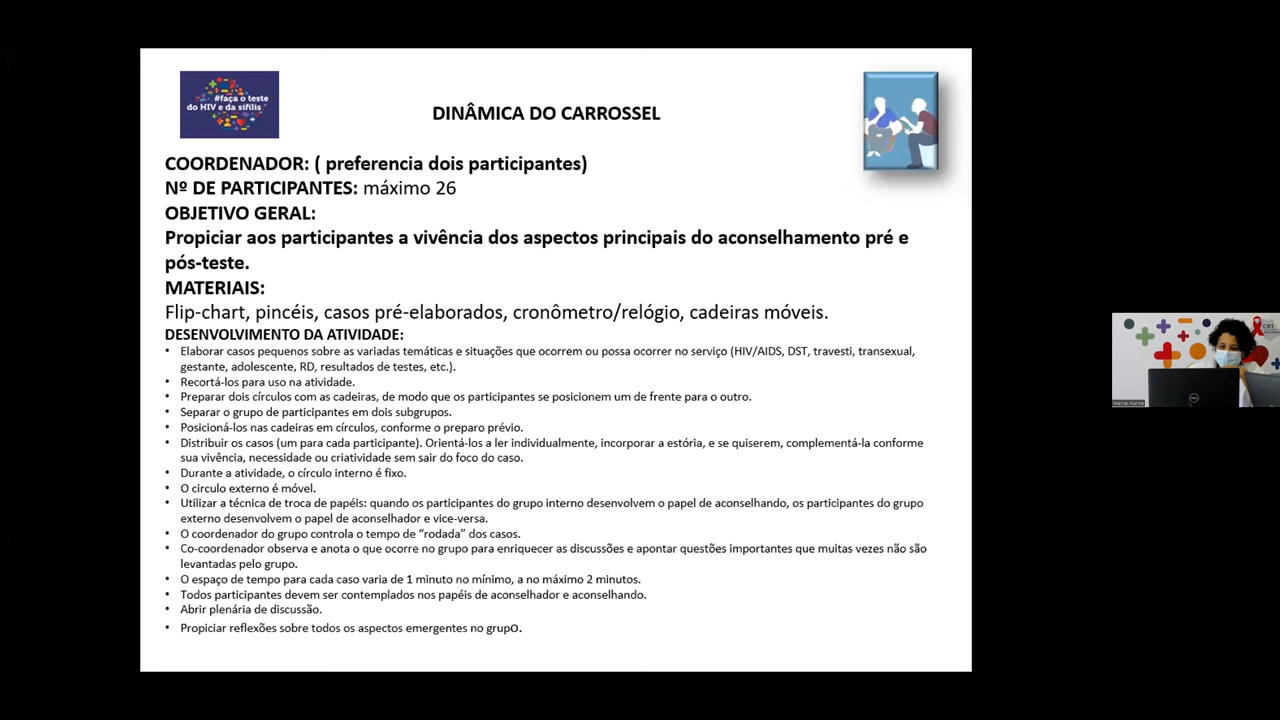 #faça o teste
do HIV e da sífilis
DINÂMICA DO CARROSSEL
COORDENADOR: ( preferencia dois participantes)
Nº DE PARTICIPANTES: máximo 26
OBJETIVO GERAL:
Propiciar aos participantes a vivência dos aspectos principais do aconselhamento pré e
pós-teste.
MATERIAIS:
Flip-chart, pincéis, casos pré-elaborados, cronômetro/relógio, cadeiras móveis.
DESENVOLVIMENTO DA ATIVIDADE:
• Elaborar casos pequenos sobre as variadas temáticas e situações que ocorrem ou possa ocorrer no serviço (HIV/AIDS, DST, travesti, transexual,
gestante, adolescente, RD, resultados de testes, etc.).
• Recortá-los para uso na atividade.
• Preparar dois círculos com as cadeiras, de modo que os participantes se posicionem um de frente para o outro.
• Separar o grupo de participantes em dois subgrupos.
• Posicioná-los nas cadeiras em círculos, conforme o preparo prévio.
• Distribuir os casos (um para cada participante). Orientá-los a ler individualmente, incorporar a estória, e se quiserem, complementá-la conforme
sua vivência, necessidade ou criatividade sem sair do foco do caso.
• Durante a atividade, o círculo interno é fixo.
• O circulo externo é móvel.
• Utilizar a técnica de troca de papéis: quando os participantes do grupo interno desenvolvem o papel de aconselhando, os participantes do grupo
externo desenvolvem o papel de aconselhador e vice-versa.
• O coordenador do grupo controla o tempo de “rodada” dos casos.
• Co-coordenador observa e anota o que ocorre no grupo para enriquecer as discussões e apontar questões importantes que muitas vezes não são
levantadas pelo grupo.
• O espaço de tempo para cada caso varia de 1 minuto no mínimo, a no máximo 2 minutos.
• Todos participantes devem ser contemplados nos papéis de aconselhador e aconselhando.
• Abrir plenária de discussão.
• Propiciar reflexões sobre todos os aspectos emergentes no grupo.
CRT